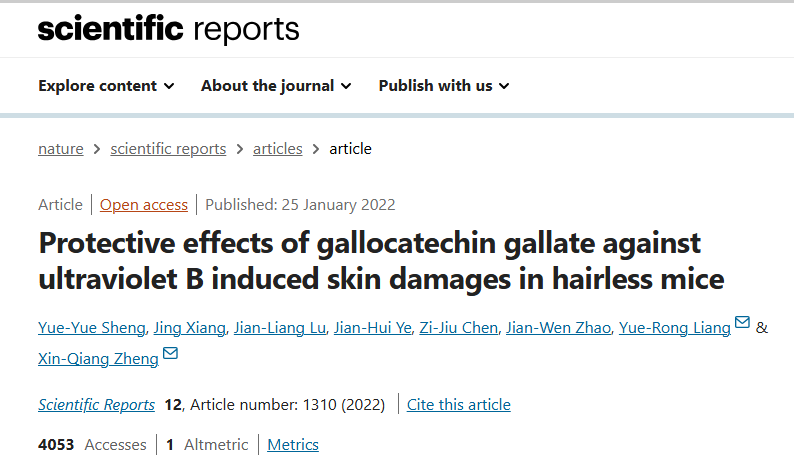 scientific reports
Explore content About the journal Publish with us
nature > scientific reports > articles > article
Article | Open access | Published: 25 January 2022
Protective effects of gallocatechin gallate against
ultraviolet B induced skin damages in hairless mice
Yue-Yue Sheng, Jing Xiang, Jian-Liang Lu, Jian-Hui Ye, Zi-Jiu Chen, Jian-Wen Zhao, Yue-Rong Liang &
Xin-Qiang Zheng
Scientific Reports 12, Article number: 1310 (2022) | Cite this article
4053 Accesses | 1 Altmetric | Metrics